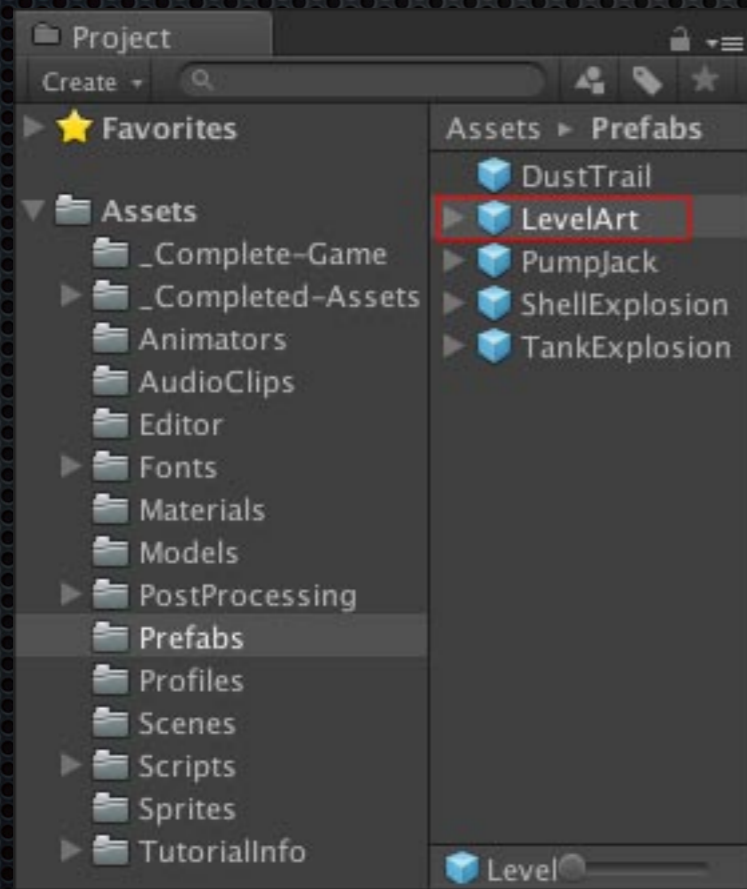 Project
Create
Favorites
Assets
_Complete-Game
_Completed-Assets
Animators
AudioClips
Editor
Fonts
Materials
Models
PostProcessing
Prefabs
Profiles
Scenes
Scripts
Sprites
TutorialInfo
Assets ▸ Prefabs
DustTrail
LevelArt
PumpJack
ShellExplosion
TankExplosion
Level